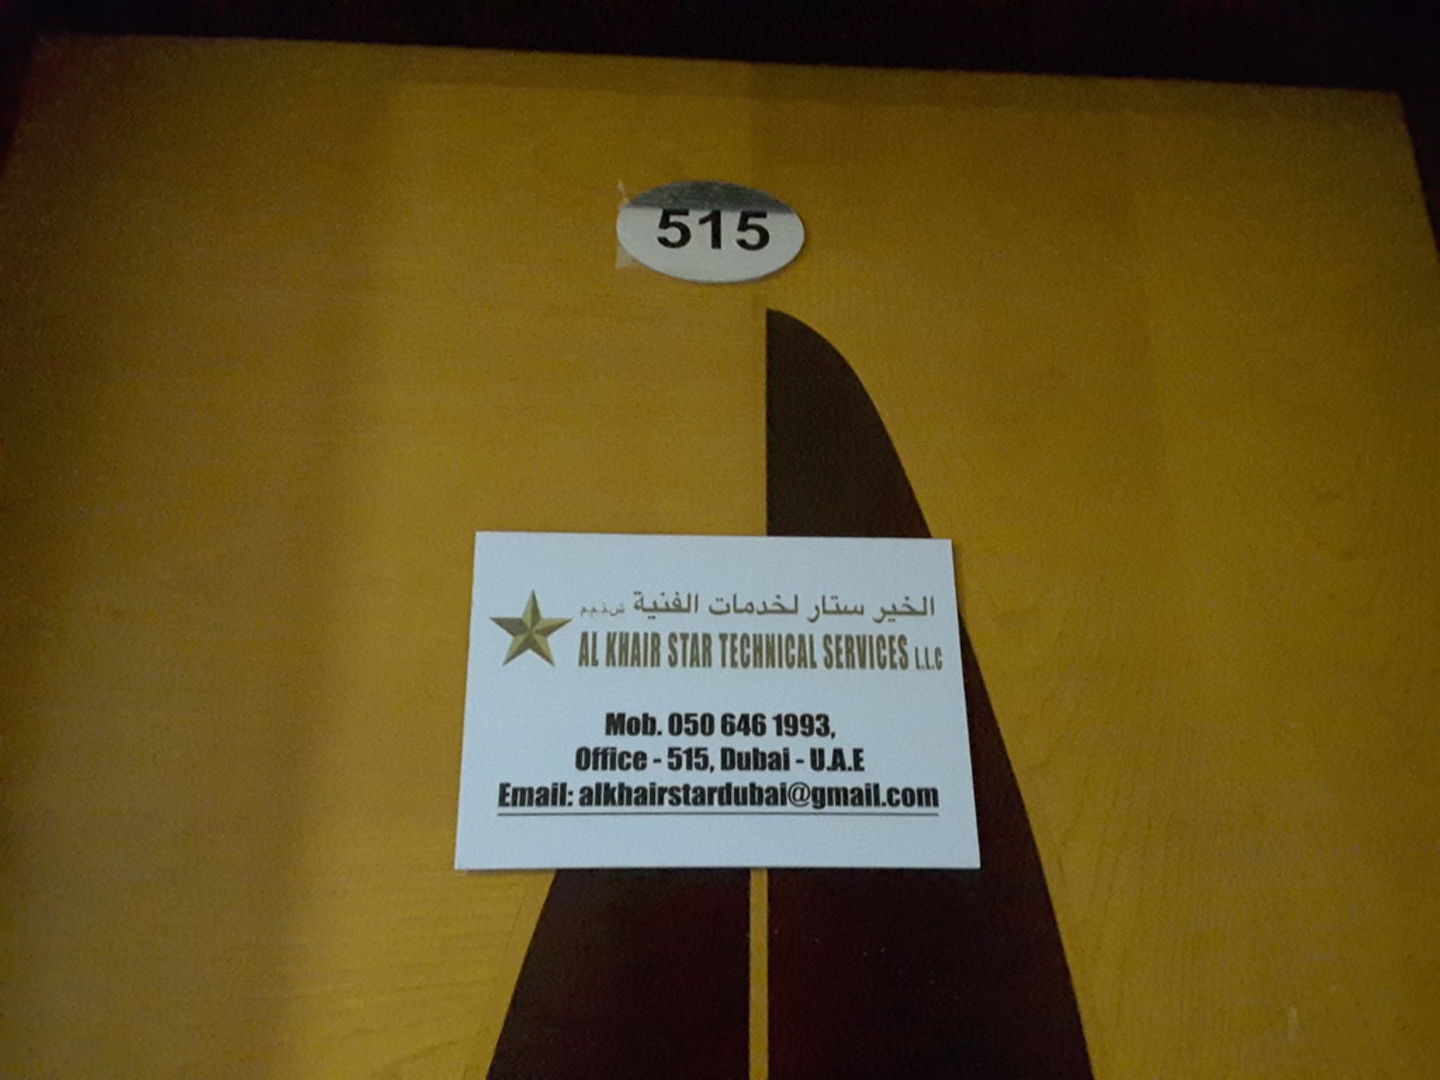 515
الخير ستار لخدمات الفنية ش.ذ.م.م
AL KHAIR STAR TECHNICAL SERVICES L.L.C
Mob. 050 646 1993,
Office - 515, Dubai - U.A.E
Email: alkhairstardubai@gmail.com